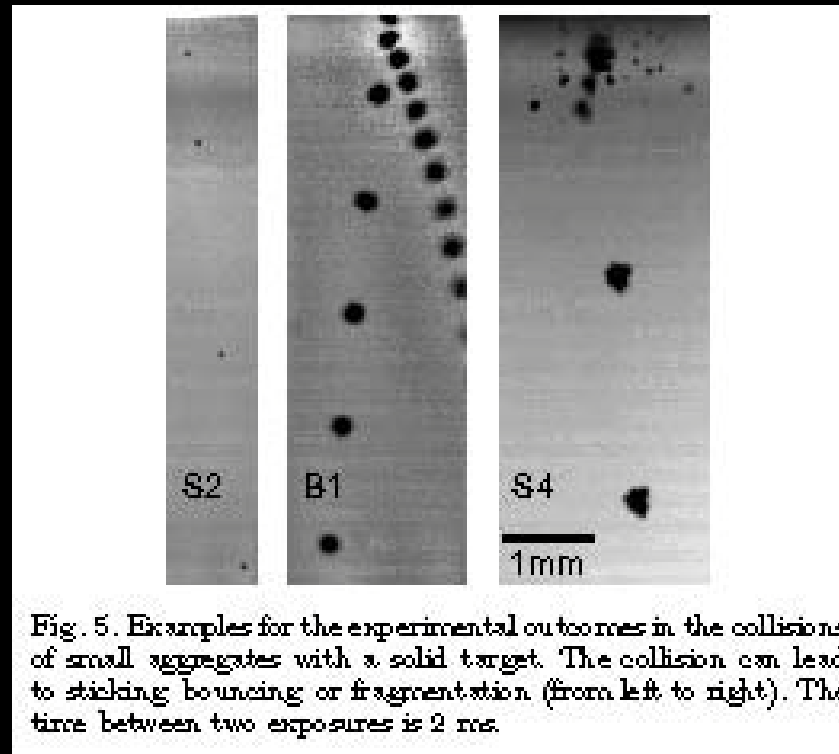 S2 B1 S4
1mm
Fig. 5. Examples for the experimental outcomes in the collisions
of small aggregates with a solid target. The collision can lead
to sticking bouncing or fragmentation (from left to right). The
time between two exposures is 2 ms.